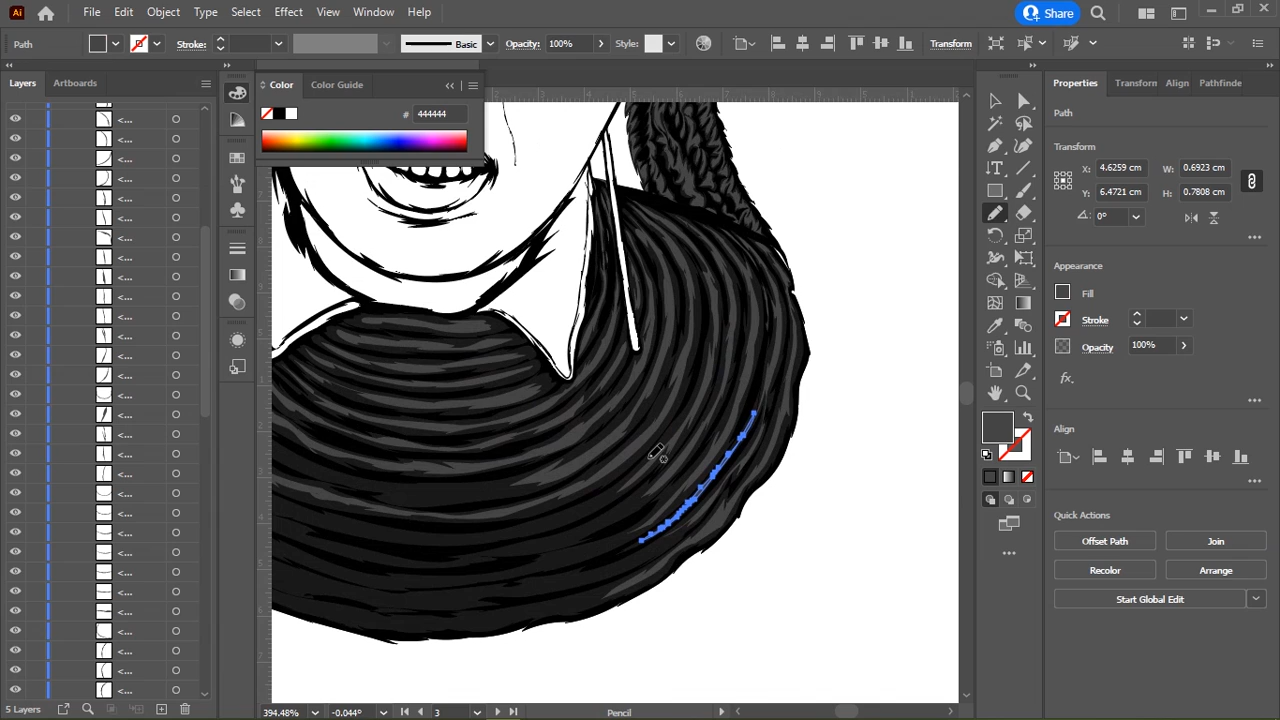 Ai File Edit Object Type Select Effect View Window Help Share
Path Stroke: Basic Opacity: 100% Style: Transform
Layers Artboards Color Color Guide Properties Transform Align Pathfinde
# 444444
Path
Transform
X: 4.6259 cm W: 0.6923 cm
Y: 6.4721 cm H: 0.7808 cm
0°
Appearance
Fill
Stroke
Opacity 100%
fx.
Align
Quick Actions
Offset Path Join
Recolor Arrange
Start Global Edit
5 Layers 394.48% -0.044° 3 Pencil